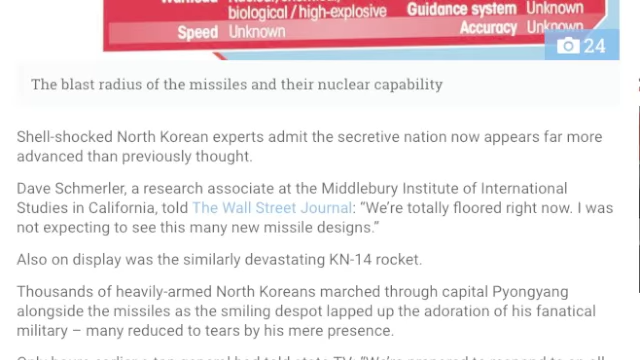 biological / high-explosive Guidance system Unknown
Speed Unknown Accuracy Unknown
24
The blast radius of the missiles and their nuclear capability
Shell-shocked North Korean experts admit the secretive nation now appears far more
advanced than previously thought.
Dave Schmerler, a research associate at the Middlebury Institute of International
Studies in California, told The Wall Street Journal: “We’re totally floored right now. I was
not expecting to see this many new missile designs.”
Also on display was the similarly devastating KN-14 rocket.
Thousands of heavily-armed North Koreans marched through capital Pyongyang
alongside the missiles as the smiling despot lapped up the adoration of his fanatical
military – many reduced to tears by his mere presence.